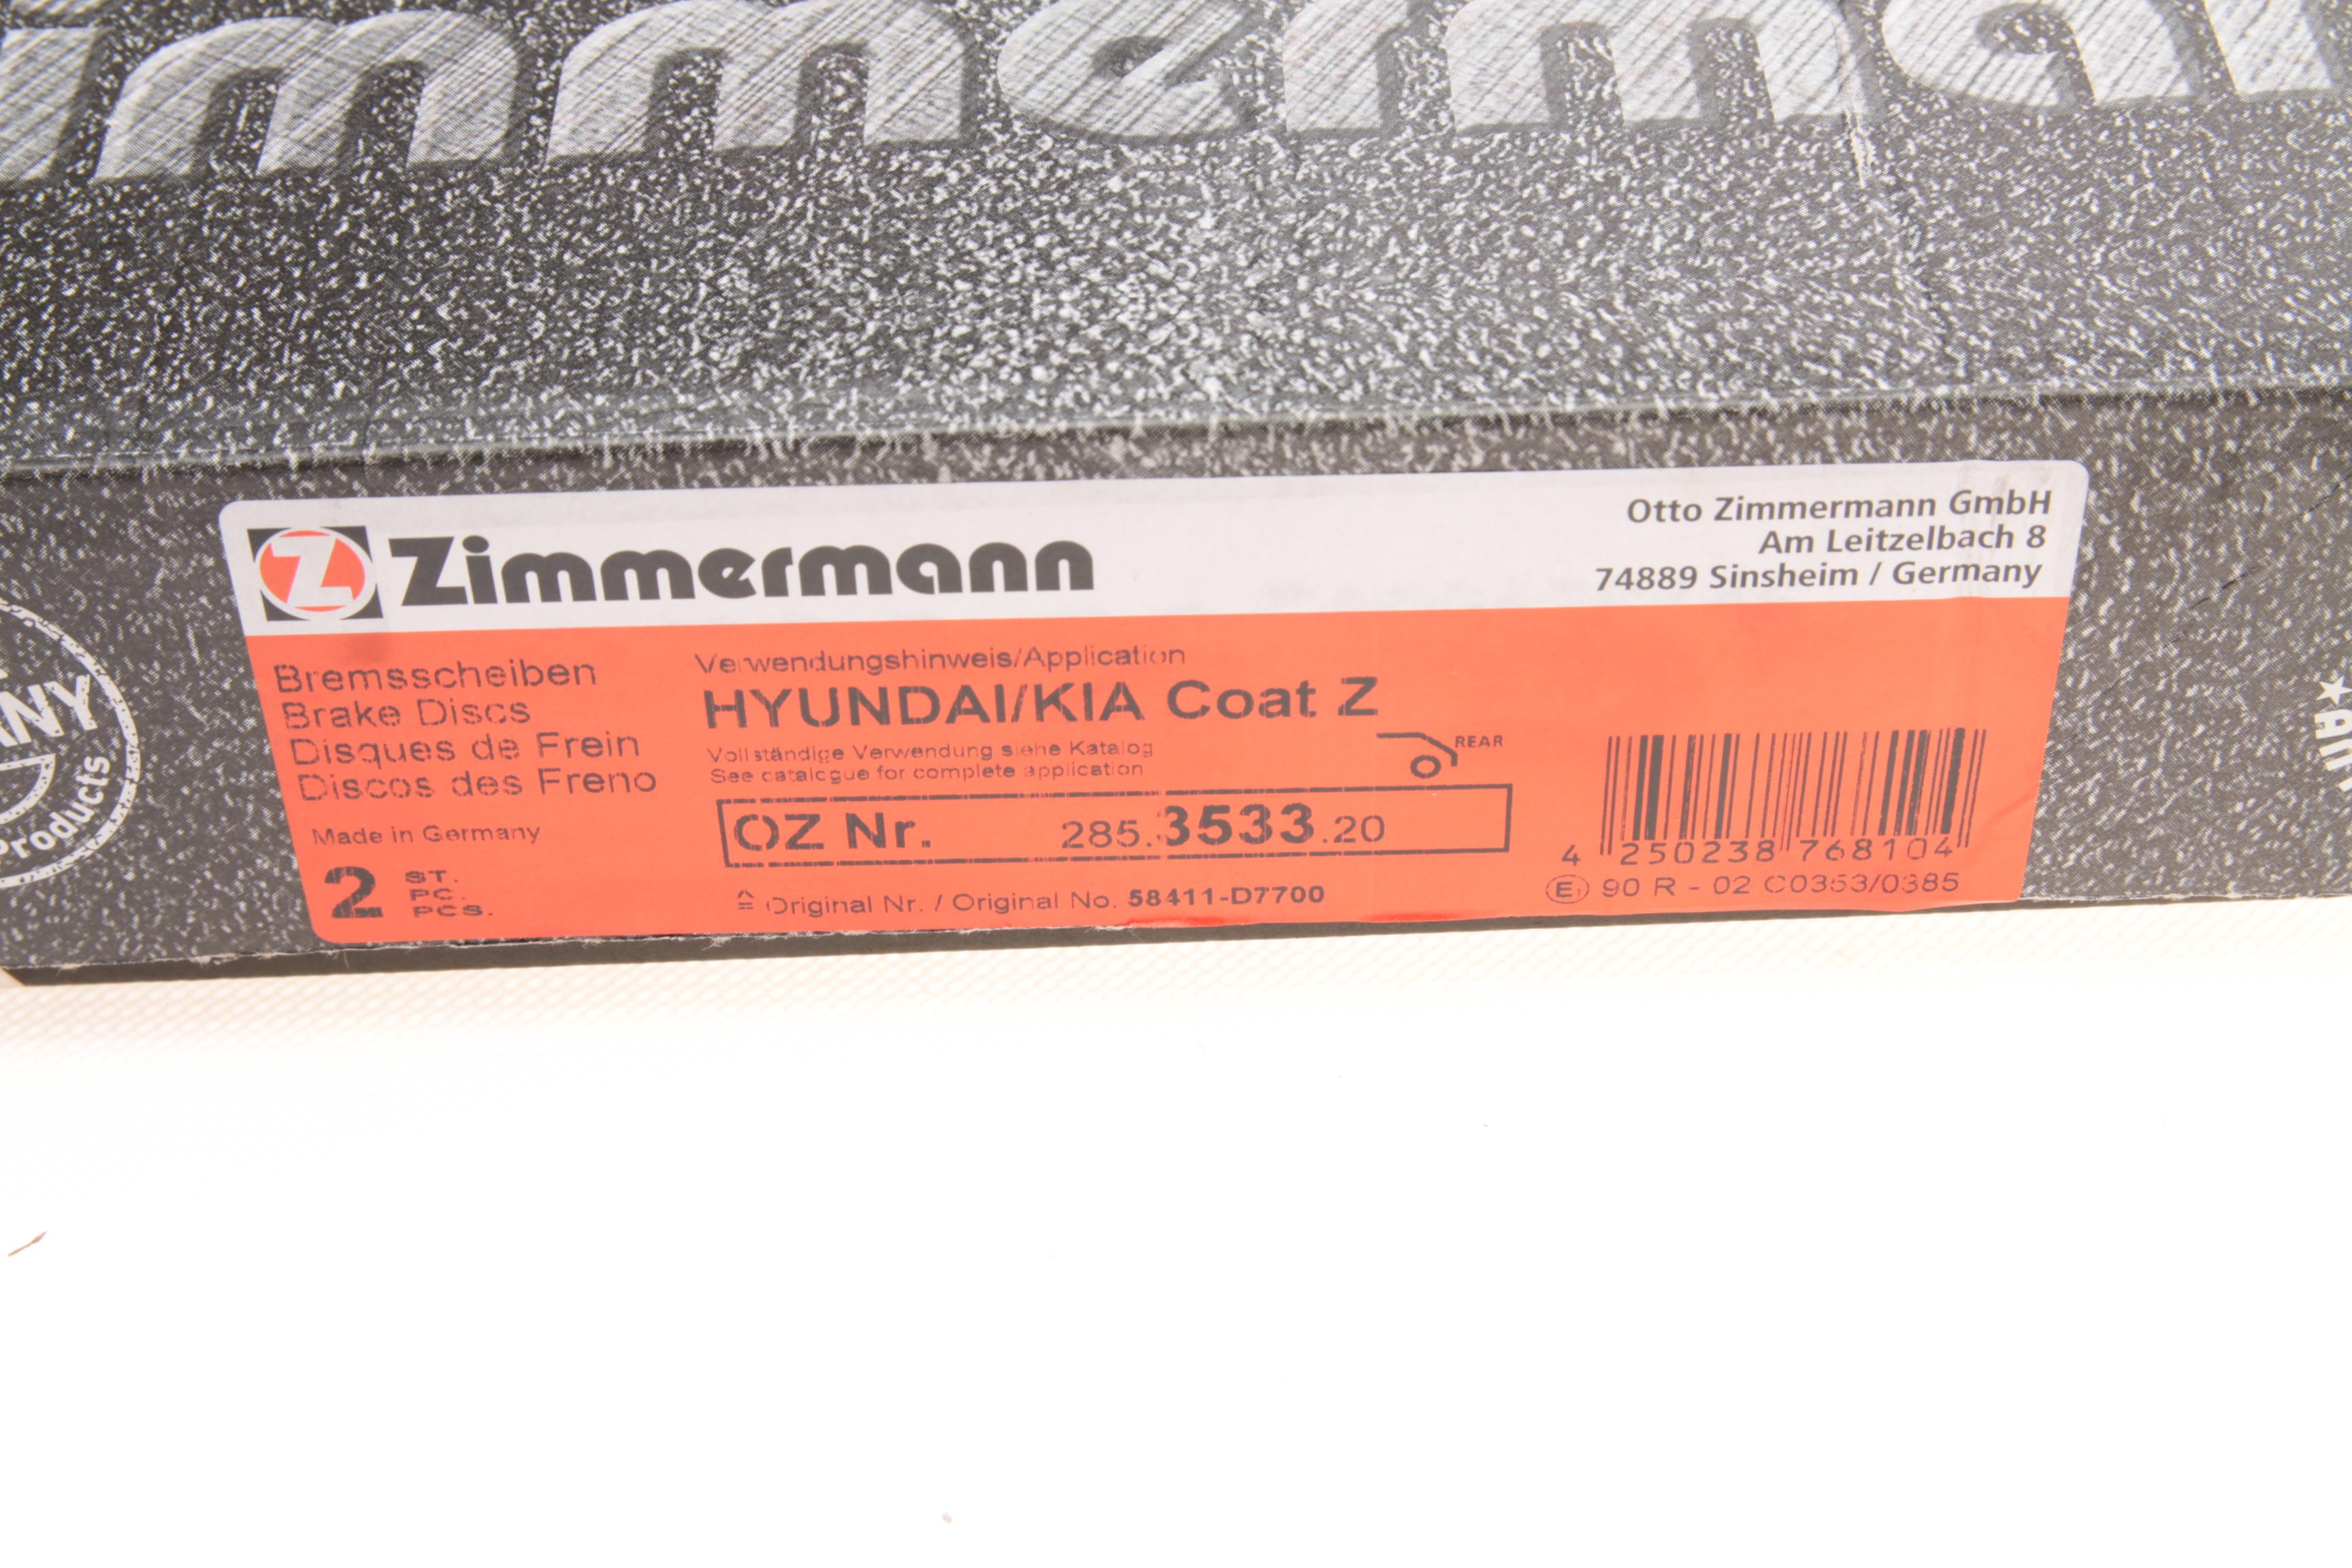 Zimmermann
Otto Zimmermann GmbH
Am Leitzelbach 8
74889 Sinsheim / Germany
Bremsscheiben
Brake Discs
Disques de Frein
Discos des Freno
Made in Germany
2 ST.
PC.
PCS.
Verwendungshinweis/Application
HYUNDAI/KIA Coat Z
Vollständige Verwendung siehe Katalog
See catalogue for complete application
REAR
OZ Nr. 285.3533.20
≙ Original Nr. / Original No. 58411-D7700
4 250238 768104
E1 90 R - 02 C0353/0385
Products